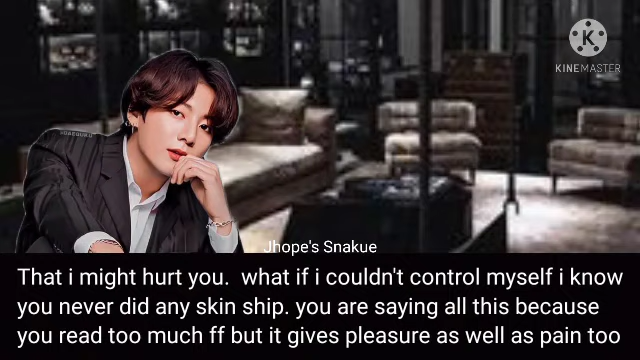 KINEMASTER
Jhope's Snakue
That i might hurt you.  what if i couldn't control myself i know
you never did any skin ship. you are saying all this because
you read too much ff but it gives pleasure as well as pain too